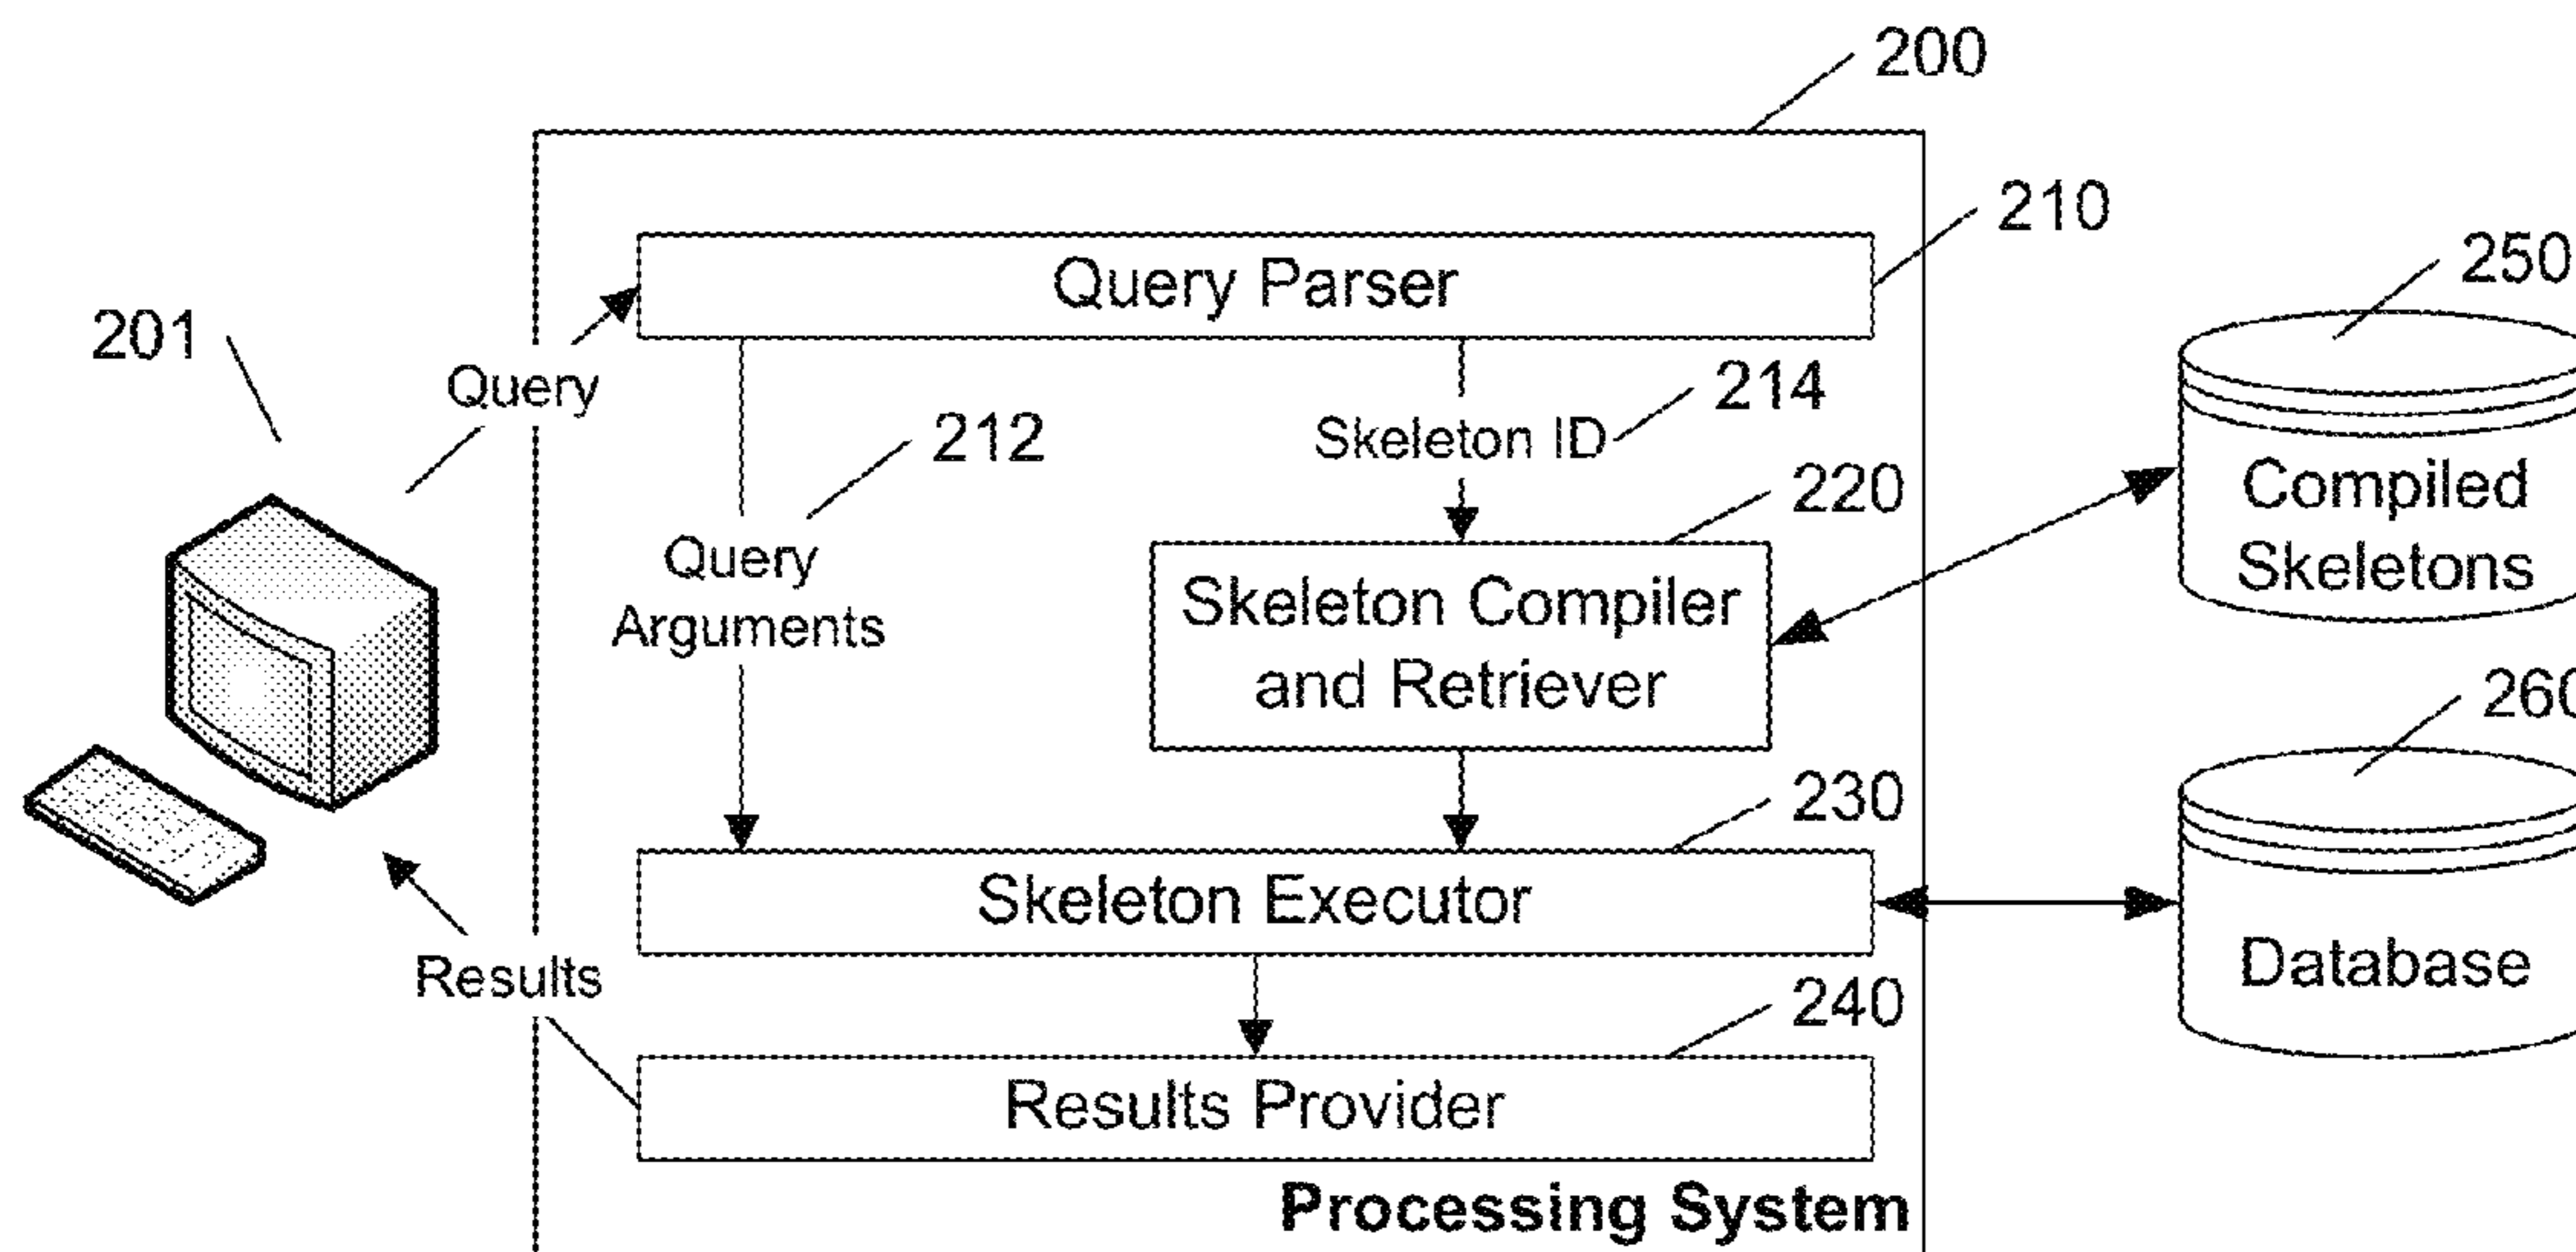 200
210
Query Parser
250
201
Query
214
Skeleton ID
212
220
Compiled
Skeletons
Query
Arguments
Skeleton Compiler
and Retriever
260
230
Skeleton Executor
Database
Results
240
Results Provider
Processing System